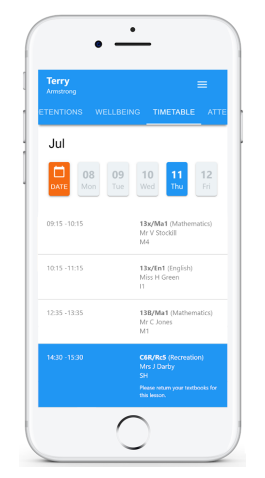 Terry
Armstrong
ETENTIONS WELLBEING TIMETABLE ATTE
Jul
DATE
08 Mon
09 Tue
10 Wed
11 Thu
12 Fri
09:15 -10:15 13x/Ma1 (Mathematics)
Mr V Stockill
M4
10:15 -11:15 13x/En1 (English)
Miss H Green
I1
12:35 -13:35 13B/Ma1 (Mathematics)
Mr C Jones
M1
14:30 -15:30 C6R/Rc5 (Recreation)
Mrs J Darby
SH
Please return your textbooks for
this lesson.